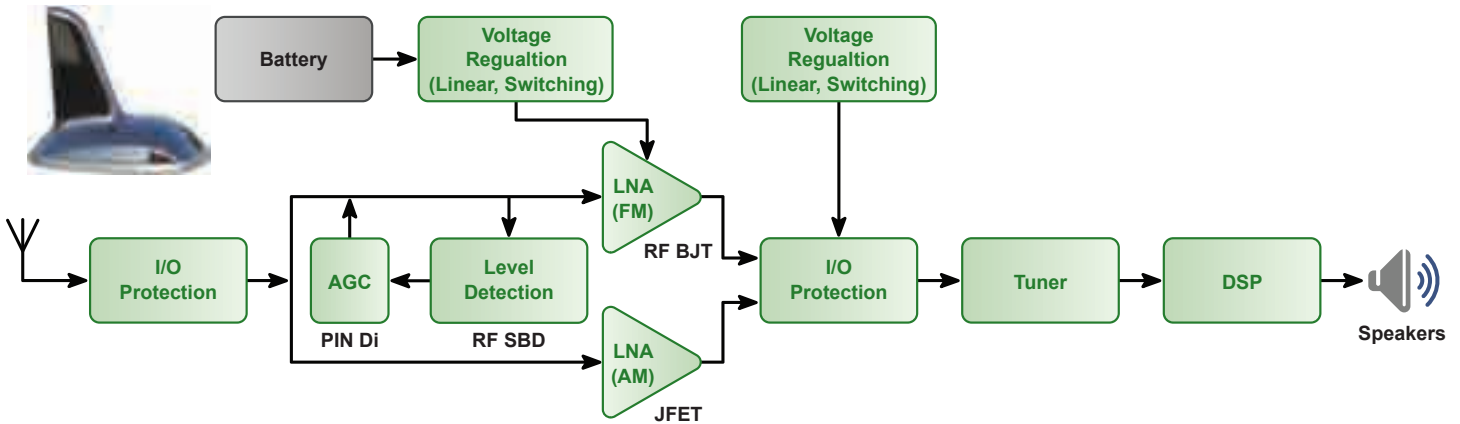 Battery
Voltage
Regualtion
(Linear, Switching)
Voltage
Regualtion
(Linear, Switching)
LNA
(FM)
RF BJT
I/O
Protection
AGC
PIN Di
Level
Detection
RF SBD
LNA
(AM)
JFET
I/O
Protection
Tuner
DSP
Speakers